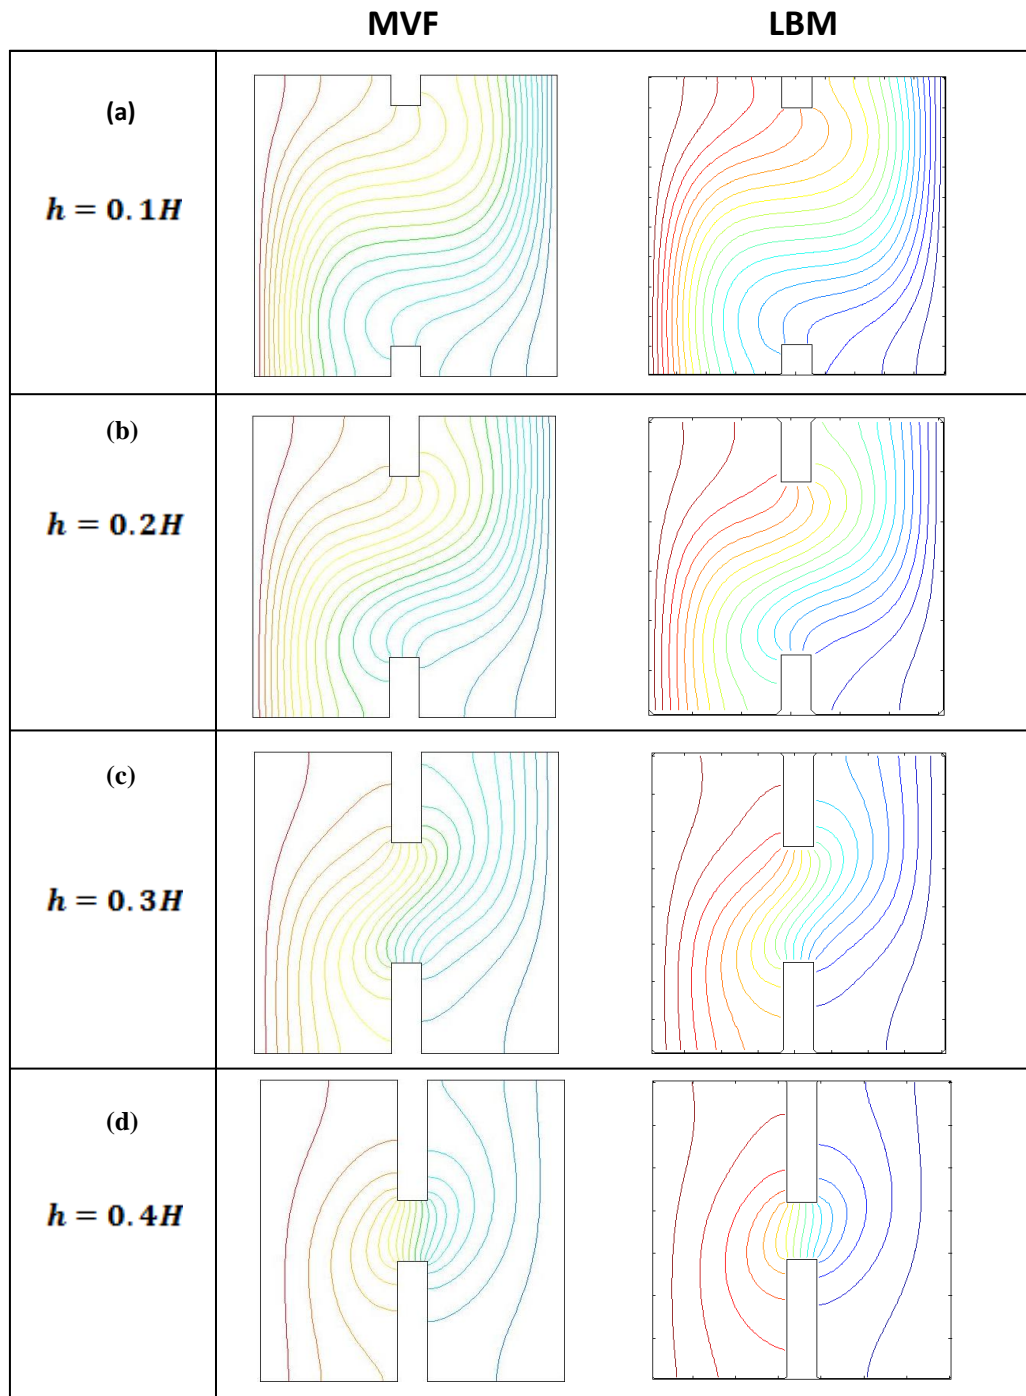 MVF LBM
(a)
h = 0.1H
(b)
h = 0.2H
(c)
h = 0.3H
(d)
h = 0.4H